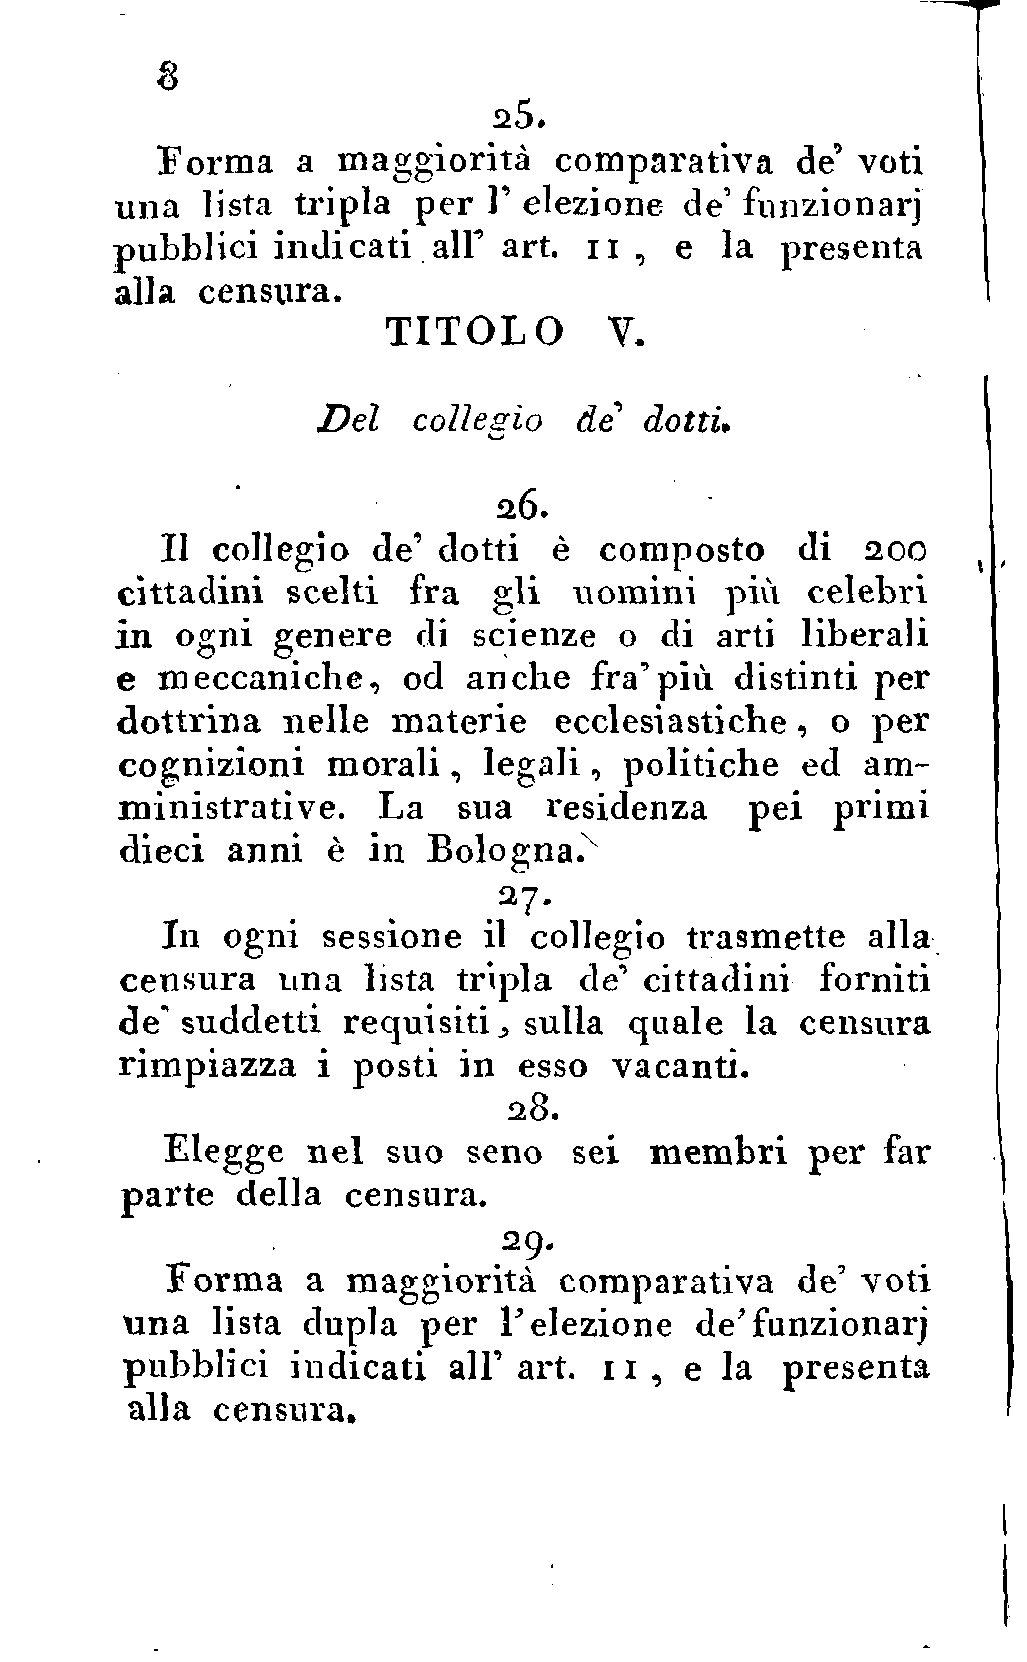 8
25.
Forma a maggiorità comparativa de' voti
una lista tripla per l' elezione de' funzionarj
pubblici indicati all' art. 11, e la presenta
alla censura.
TITOLO V.
Del collegio de' dotti.
26.
Il collegio de' dotti è composto di 200
cittadini scelti fra gli uomini più celebri
in ogni genere di scienze o di arti liberali
e meccaniche, od anche fra' più distinti per
dottrina nelle materie ecclesiastiche, o per
cognizioni morali, legali, politiche ed am-
ministrative. La sua residenza pei primi
dieci anni è in Bologna.
27.
In ogni sessione il collegio trasmette alla
censura una lista tripla de' cittadini forniti
de' suddetti requisiti, sulla quale la censura
rimpiazza i posti in esso vacanti.
28.
Elegge nel suo seno sei membri per far
parte della censura.
29.
Forma a maggiorità comparativa de' voti
una lista dupla per l'elezione de' funzionarj
pubblici indicati all' art. 11, e la presenta
alla censura.